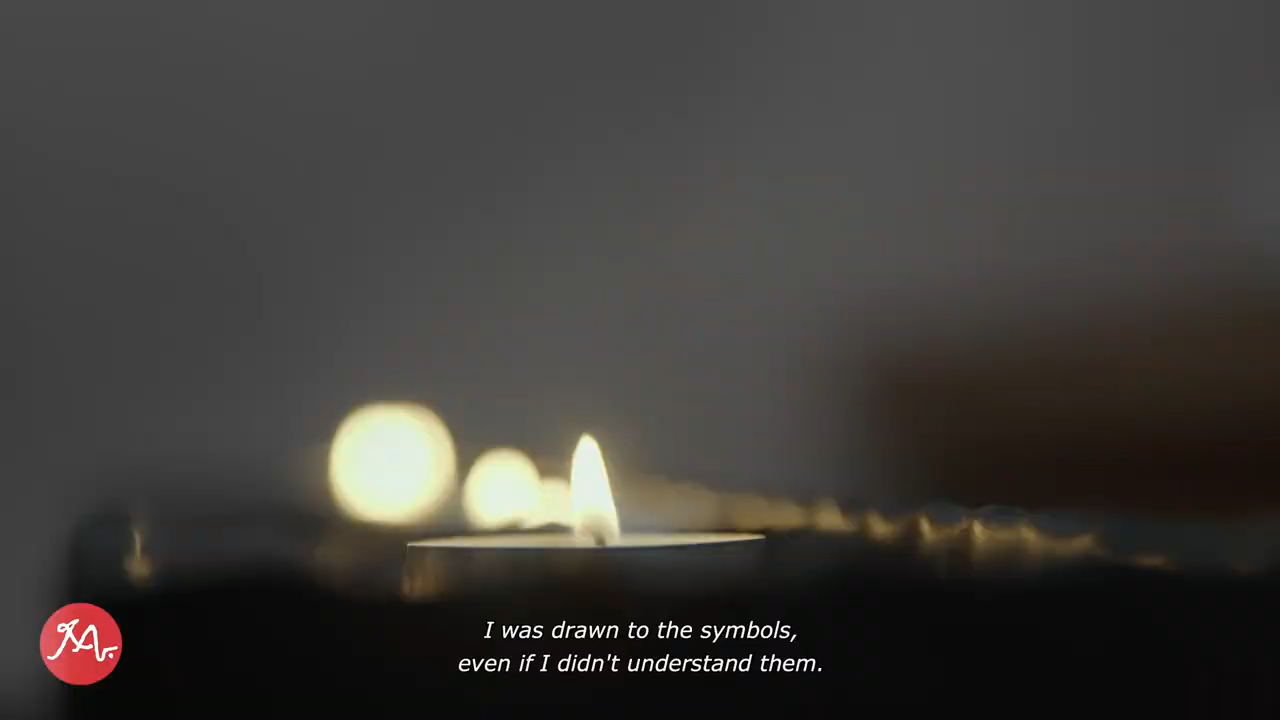 I was drawn to the symbols,
even if I didn't understand them.